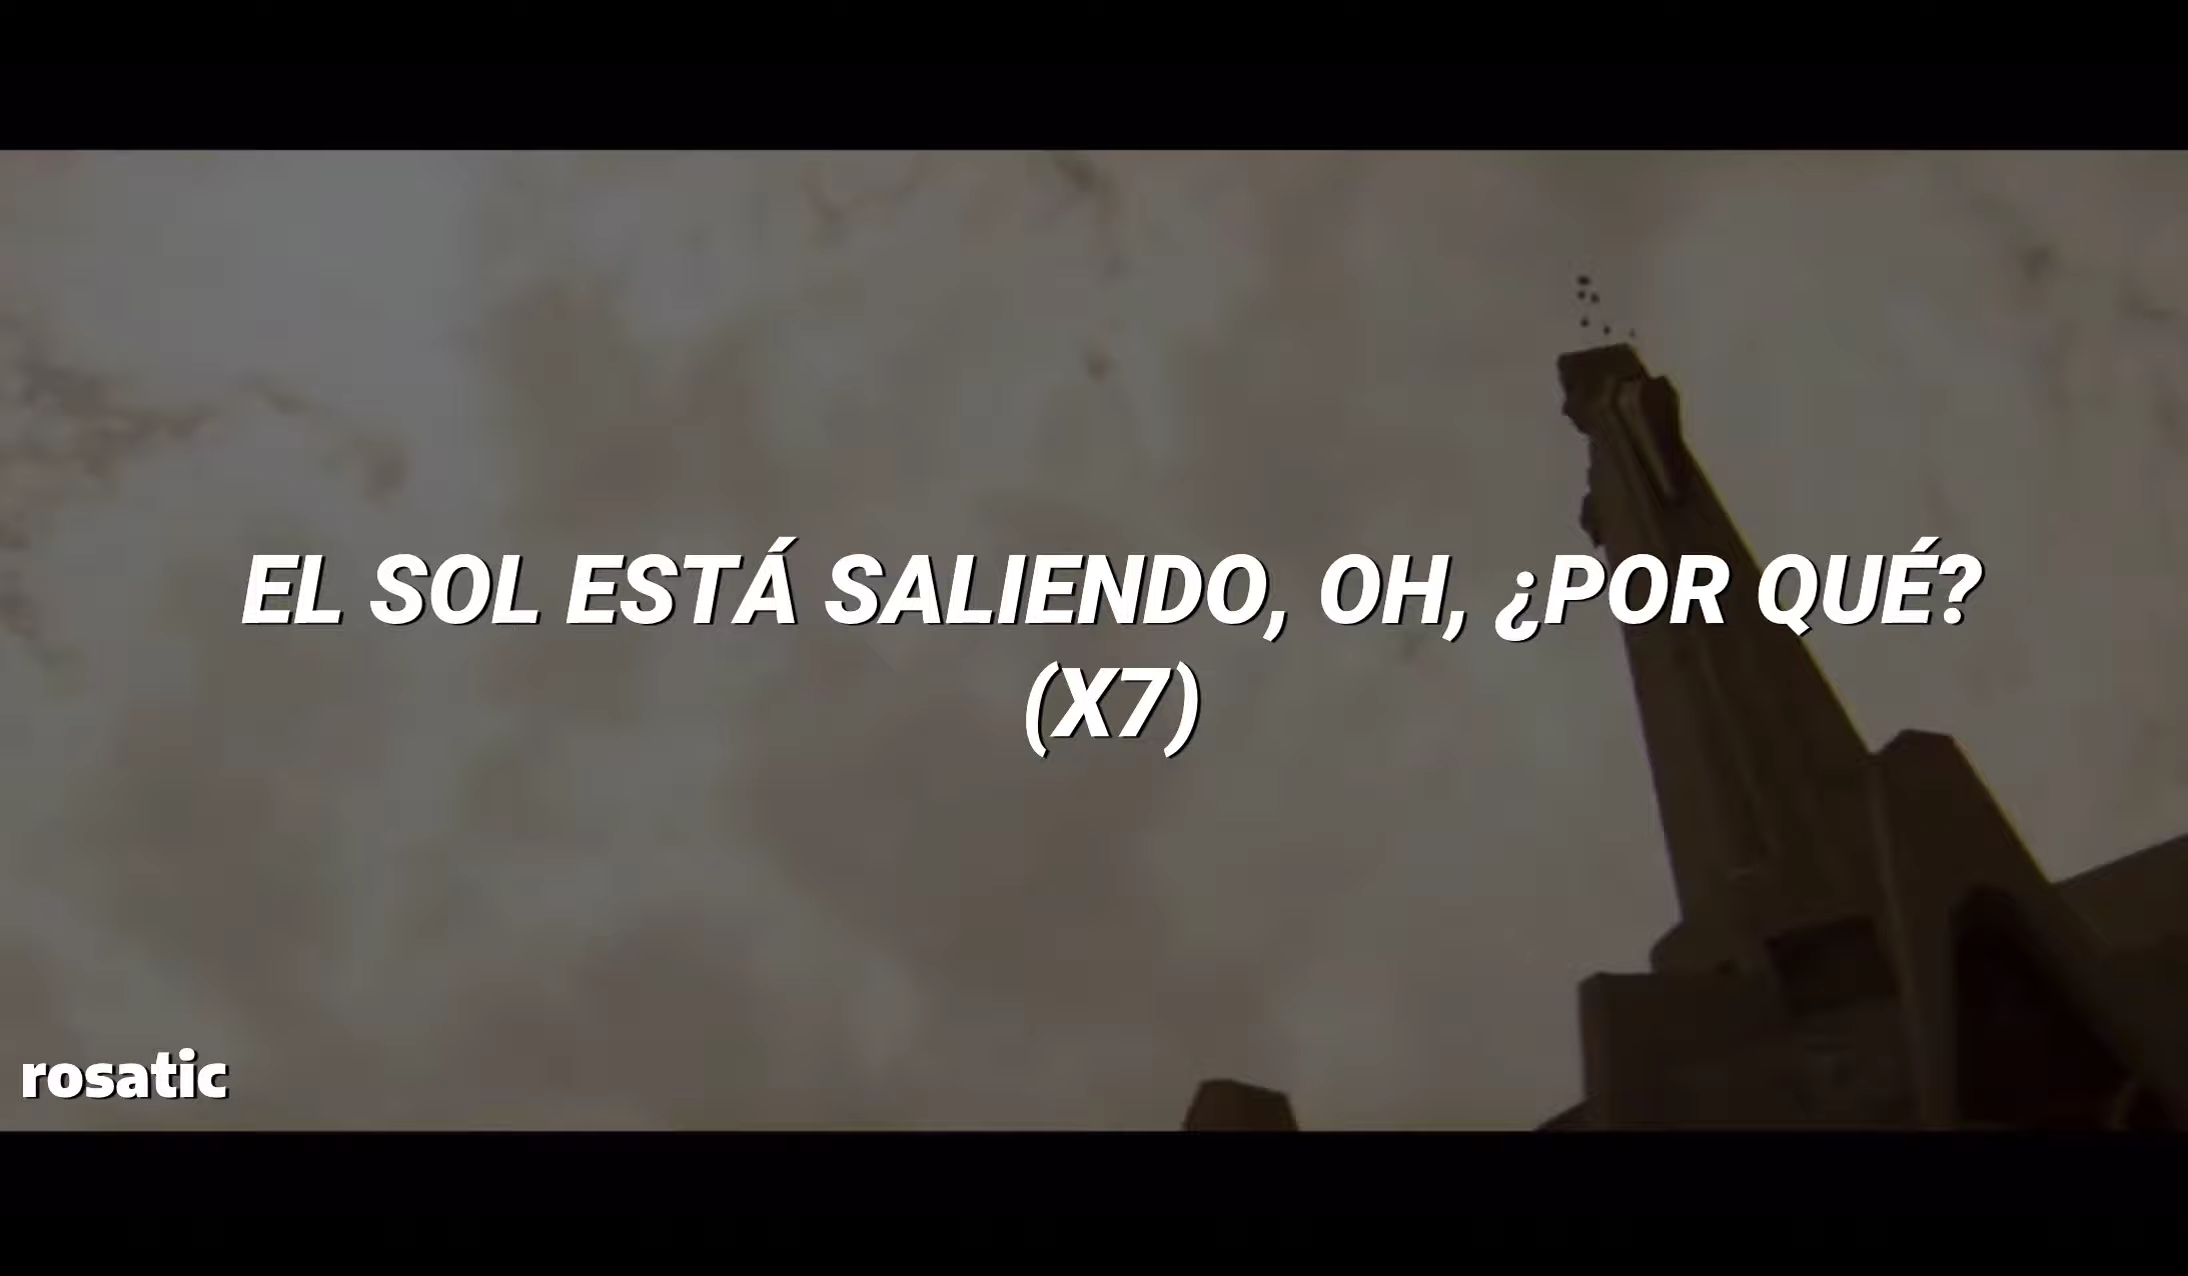 EL SOL ESTÁ SALIENDO, OH, ¿POR QUÉ?
(X7)
rosatic